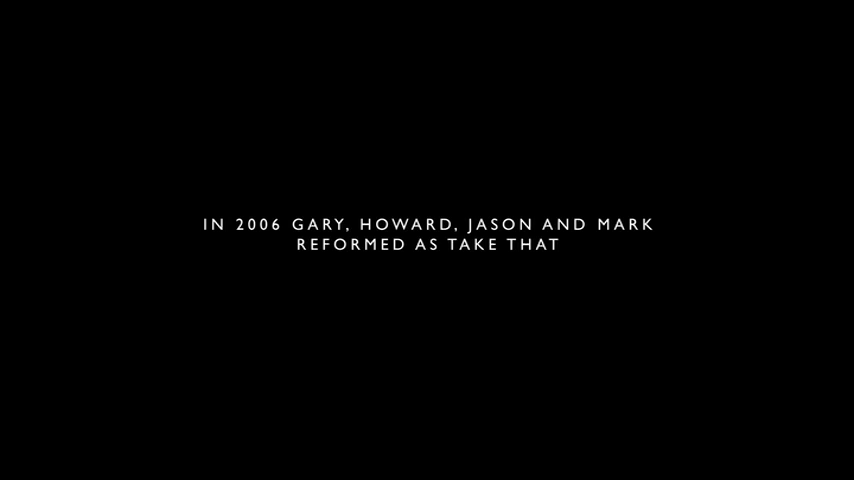 IN 2006 GARY, HOWARD, JASON AND MARK
REFORMED AS TAKE THAT